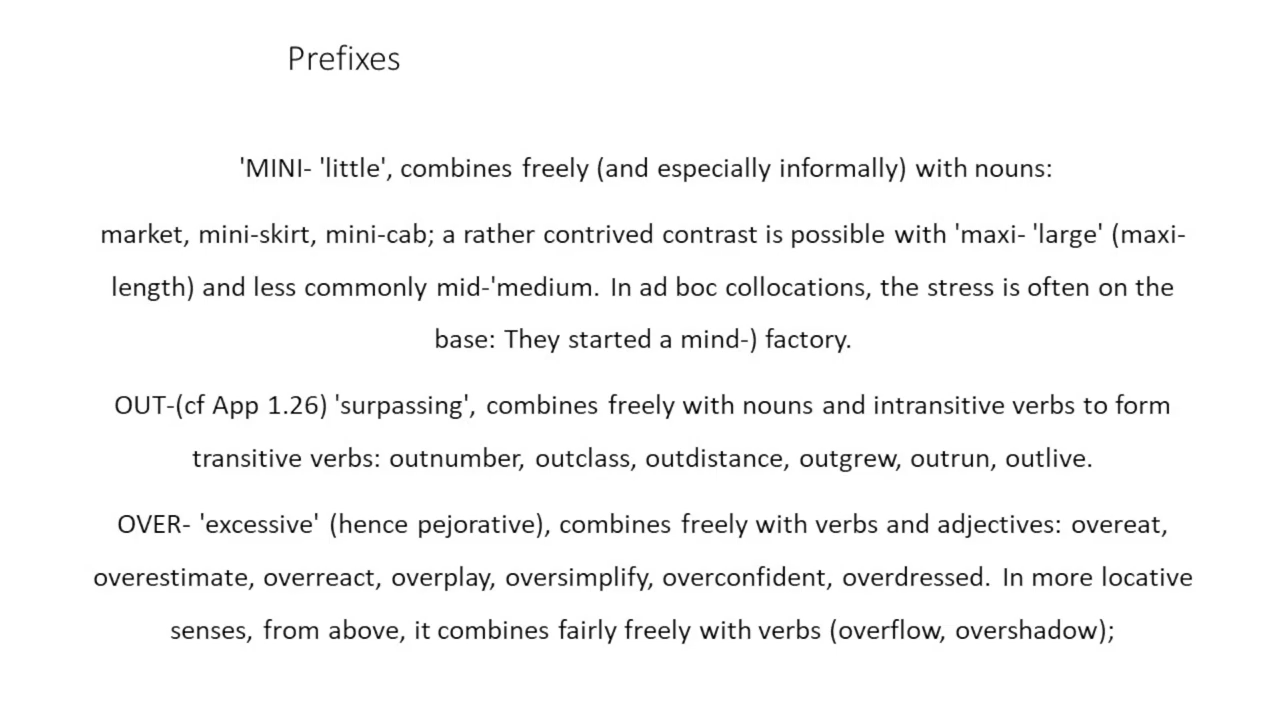 Prefixes
'MINI- 'little', combines freely (and especially informally) with nouns:
market, mini-skirt, mini-cab; a rather contrived contrast is possible with 'maxi- 'large' (maxi-
length) and less commonly mid-'medium. In ad boc collocations, the stress is often on the
base: They started a mind-) factory.
OUT-(cf App 1.26) 'surpassing', combines freely with nouns and intransitive verbs to form
transitive verbs: outnumber, outclass, outdistance, outgrew, outrun, outlive.
OVER- 'excessive' (hence pejorative), combines freely with verbs and adjectives: overeat,
overestimate, overreact, overplay, oversimplify, overconfident, overdressed. In more locative
senses, from above, it combines fairly freely with verbs (overflow, overshadow);